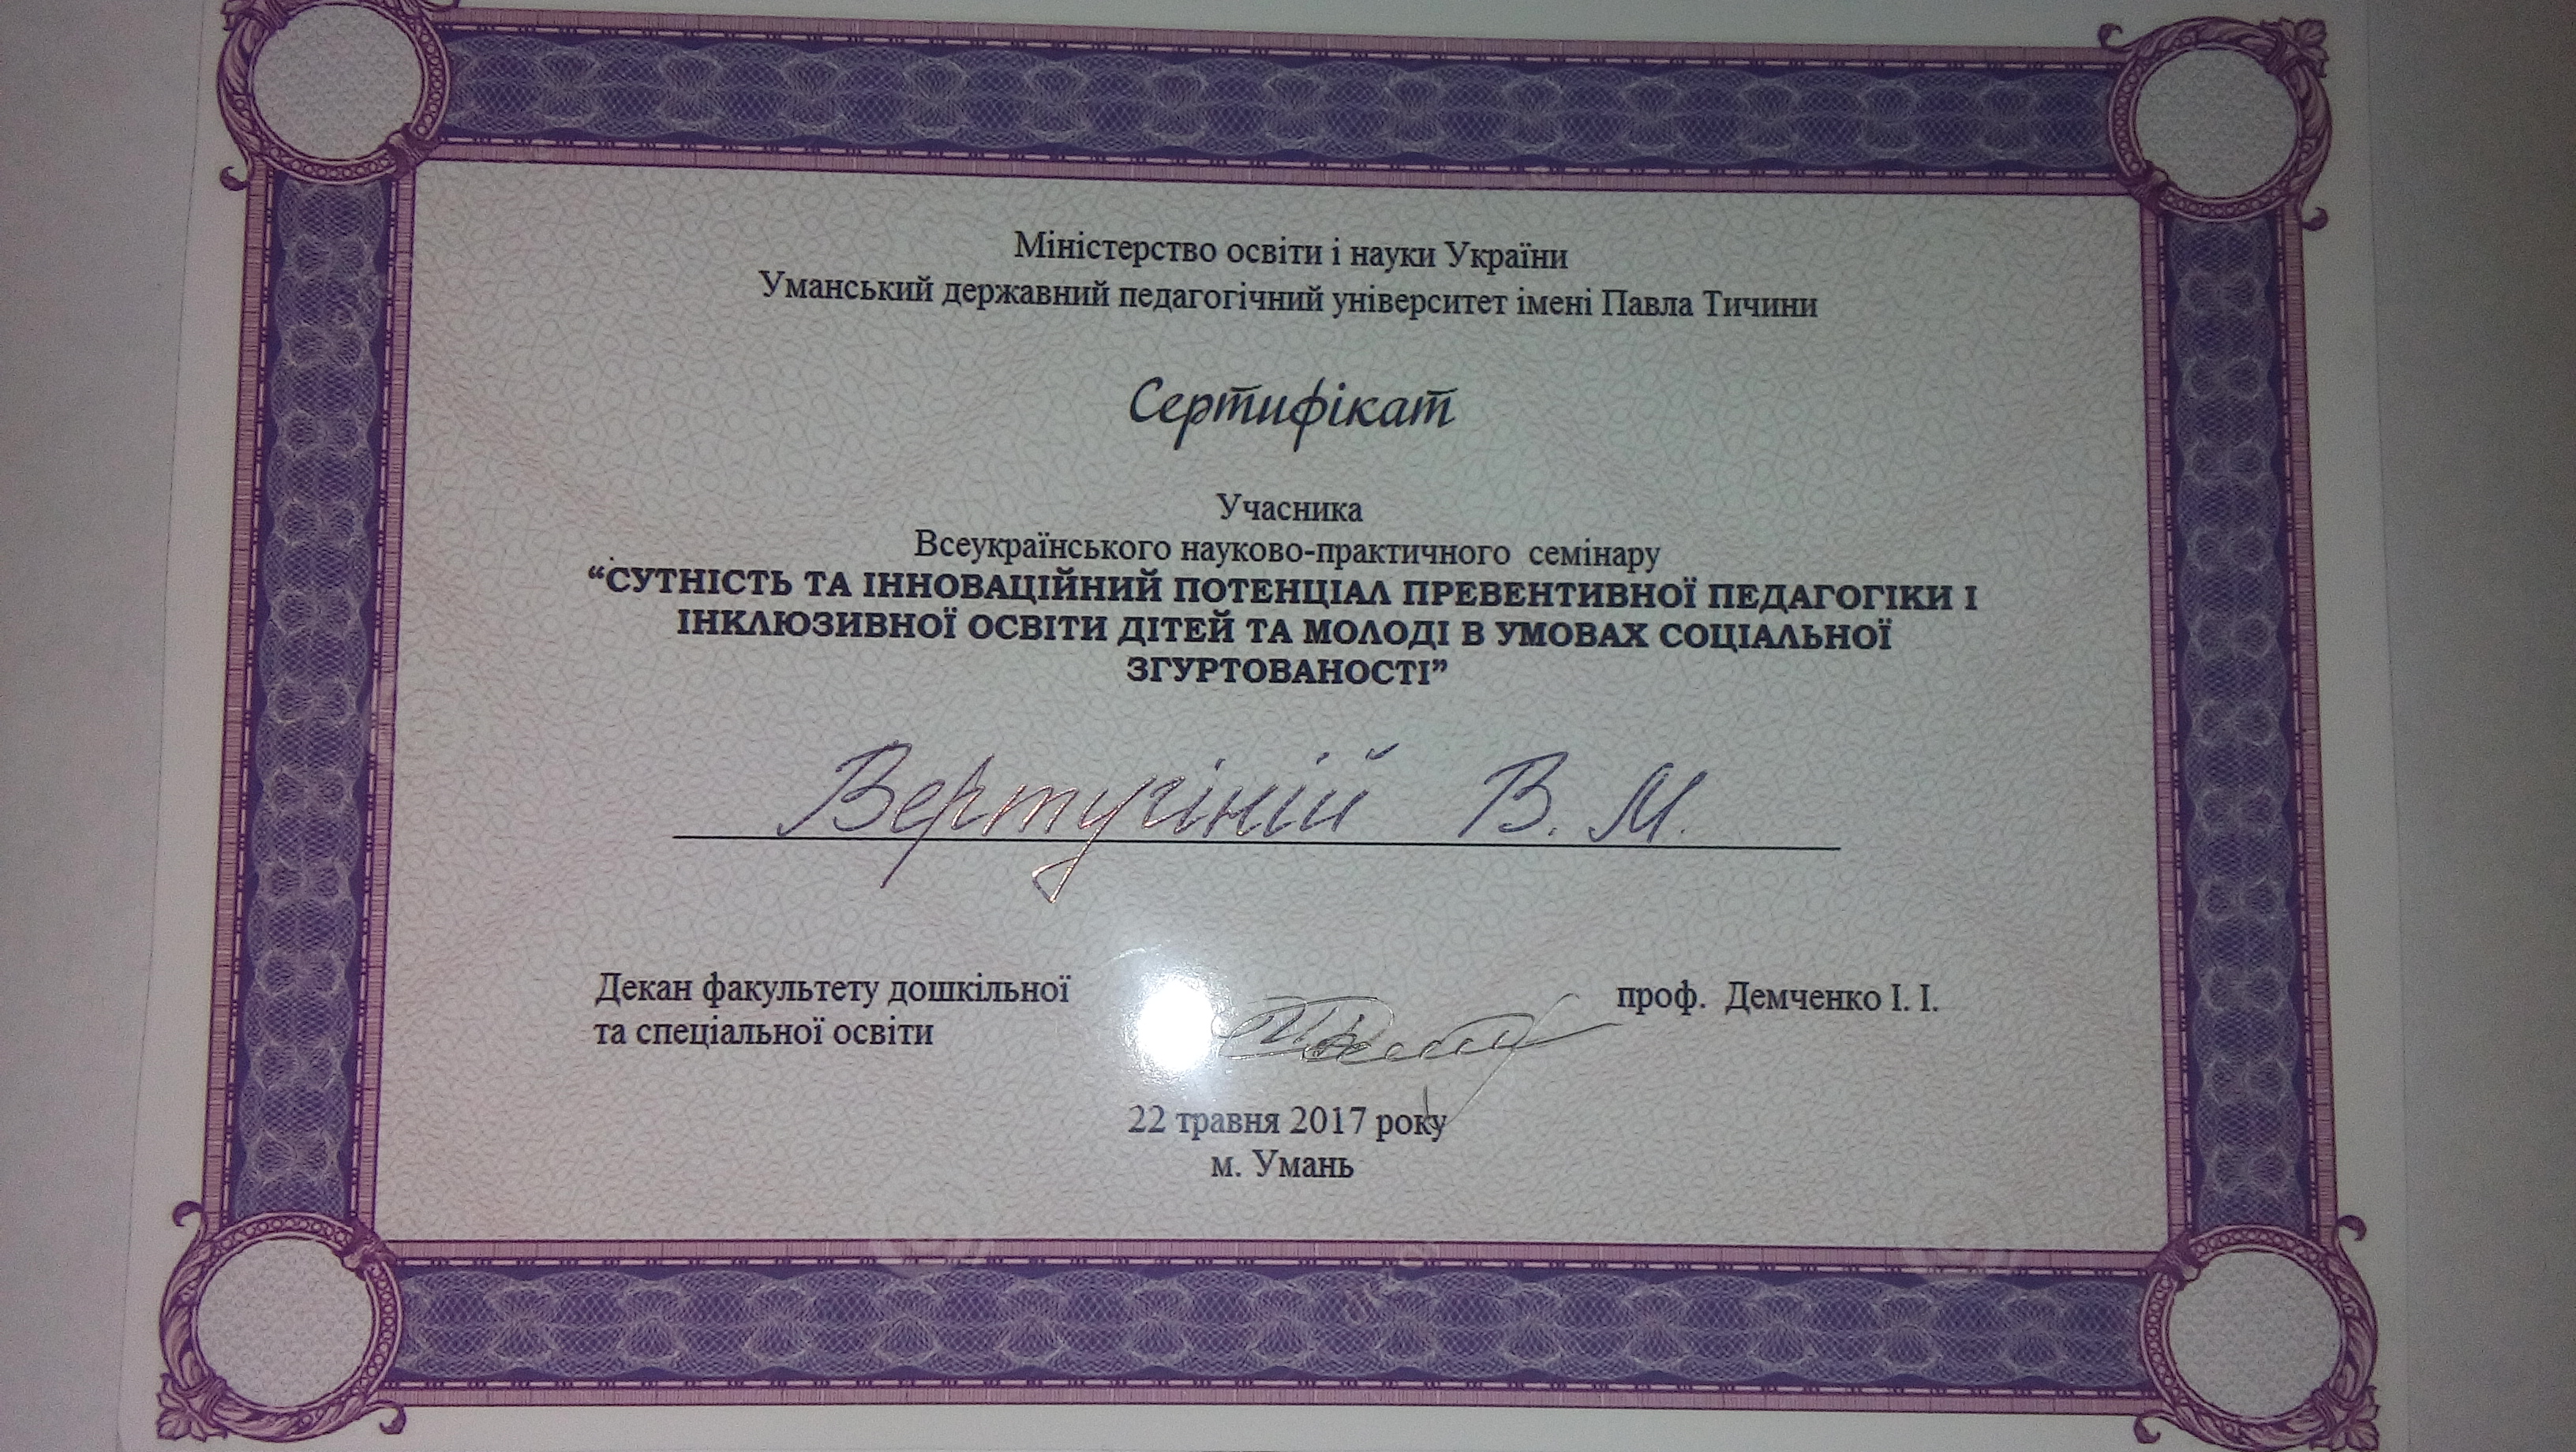 Міністерство освіти і науки України
Уманський державний педагогічний університет імені Павла Тичини
Сертифікат
Учасника
Всеукраїнського науково-практичного семінару
“СУТНІСТЬ ТА ІННОВАЦІЙНИЙ ПОТЕНЦІАЛ ПРЕВЕНТИВНОЇ ПЕДАГОГІКИ І
ІНКЛЮЗИВНОЇ ОСВІТИ ДІТЕЙ ТА МОЛОДІ В УМОВАХ СОЦІАЛЬНОЇ
ЗГУРТОВАНОСТІ”
Вертугіній В. М.
Декан факультету дошкільної
та спеціальної освіти
проф. Демченко І. І.
22 травня 2017 року
м. Умань